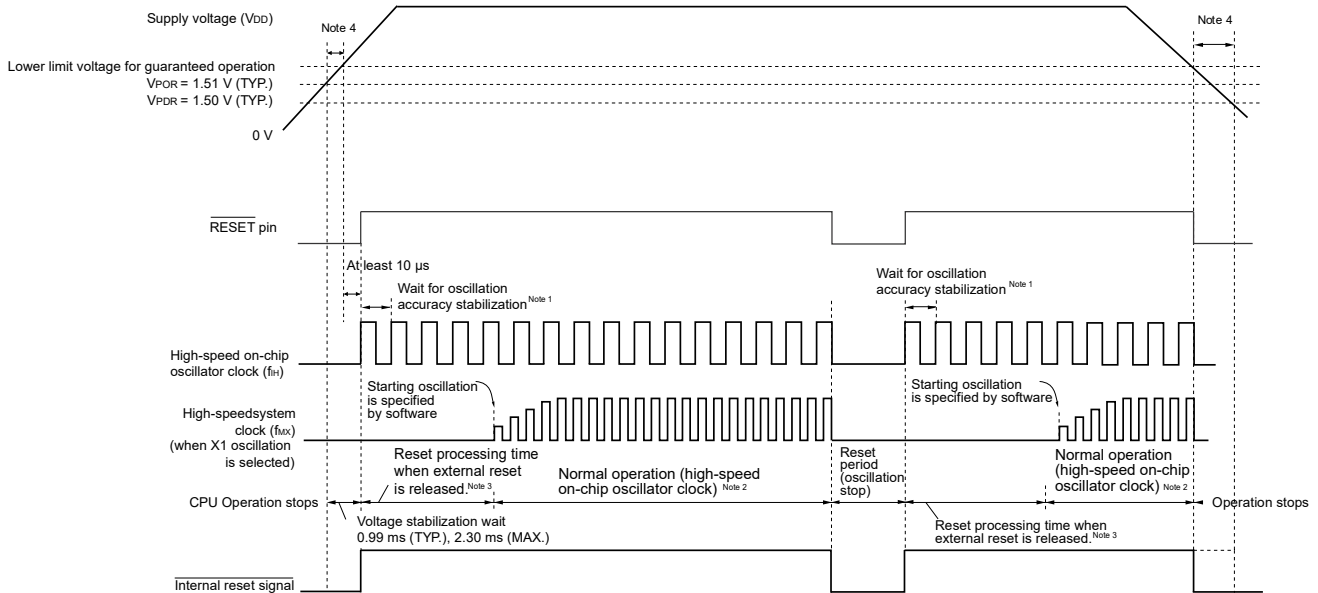 Supply voltage (VDD)
Note 4
Note 4
Lower limit voltage for guaranteed operation
VPOR = 1.51 V (TYP.)
VPDR = 1.50 V (TYP.)
0 V
RESET pin
At least 10 µs
Wait for oscillation
accuracy stabilization Note 1
Wait for oscillation
accuracy stabilization Note 1
High-speed on-chip
oscillator clock (fIH)
Starting oscillation
is specified
by software
Starting oscillation
is specified by software
High-speedsystem
clock (fMX)
(when X1 oscillation
is selected)
Reset processing time
when external reset
is released. Note 3
Normal operation (high-speed
on-chip oscillator clock) Note 2
Reset
period
(oscillation
stop)
Normal operation
(high-speed on-chip
oscillator clock) Note 2
CPU Operation stops
Operation stops
Voltage stabilization wait
0.99 ms (TYP.), 2.30 ms (MAX.)
Reset processing time when
external reset is released. Note 3
Internal reset signal